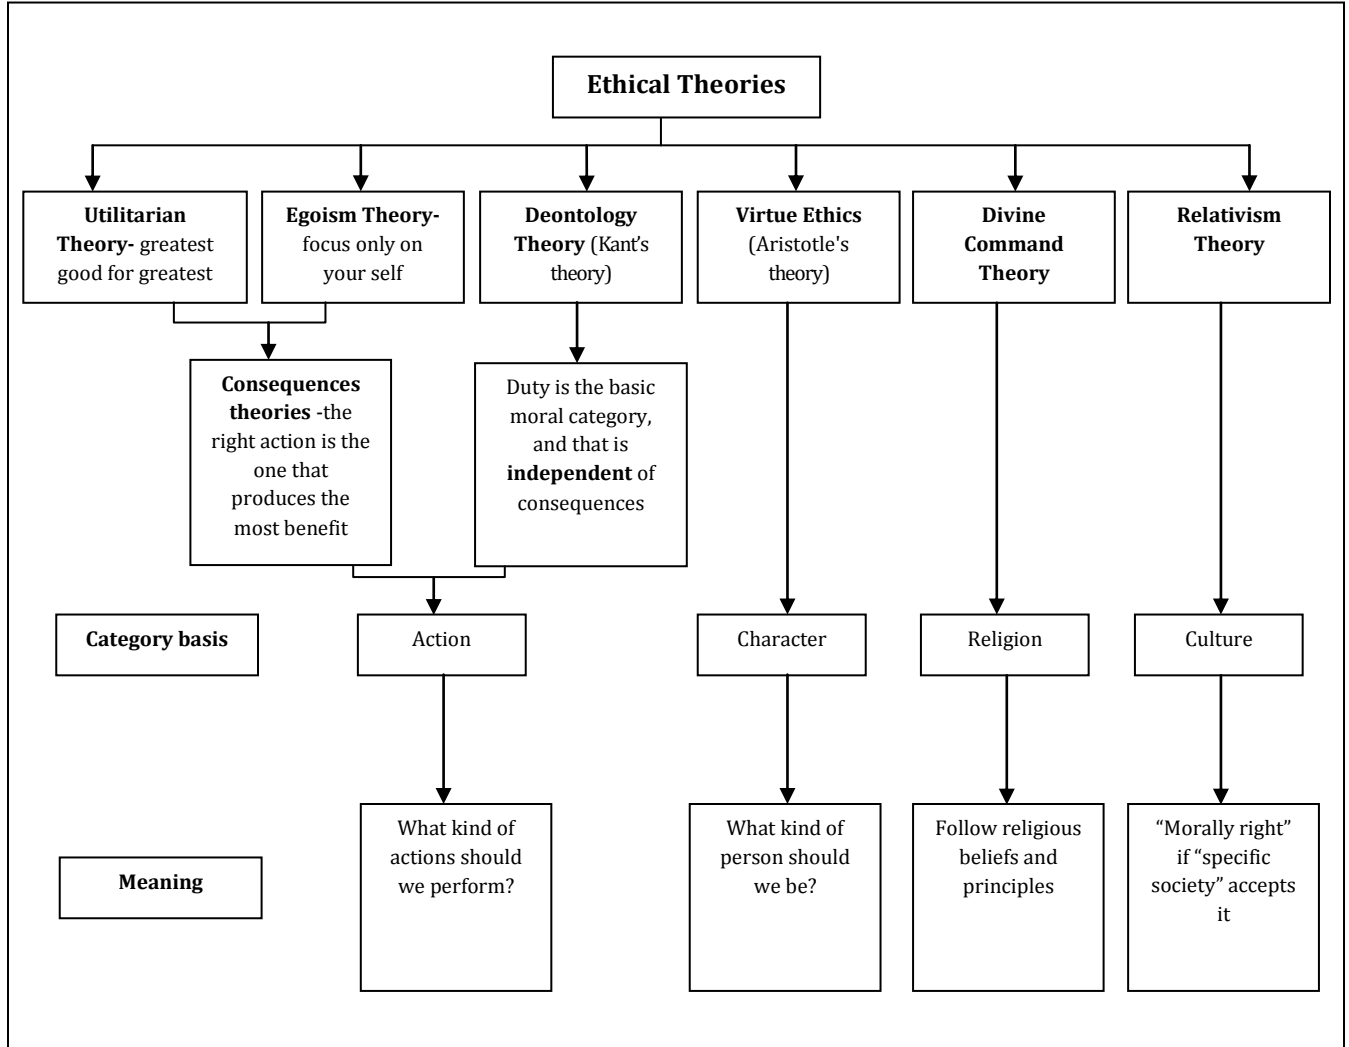 Ethical Theories
Utilitarian
Theory- greatest
good for greatest
Egoism Theory-
focus only on
your self
Deontology
Theory (Kant’s
theory)
Virtue Ethics
(Aristotle's
theory)
Divine
Command
Theory
Relativism
Theory
Consequences
theories -the
right action is the
one that
produces the
most benefit
Duty is the basic
moral category,
and that is
independent of
consequences
Category basis
Action
Character
Religion
Culture
Meaning
What kind of
actions should
we perform?
What kind of
person should
we be?
Follow religious
beliefs and
principles
“Morally right”
if “specific
society” accepts
it